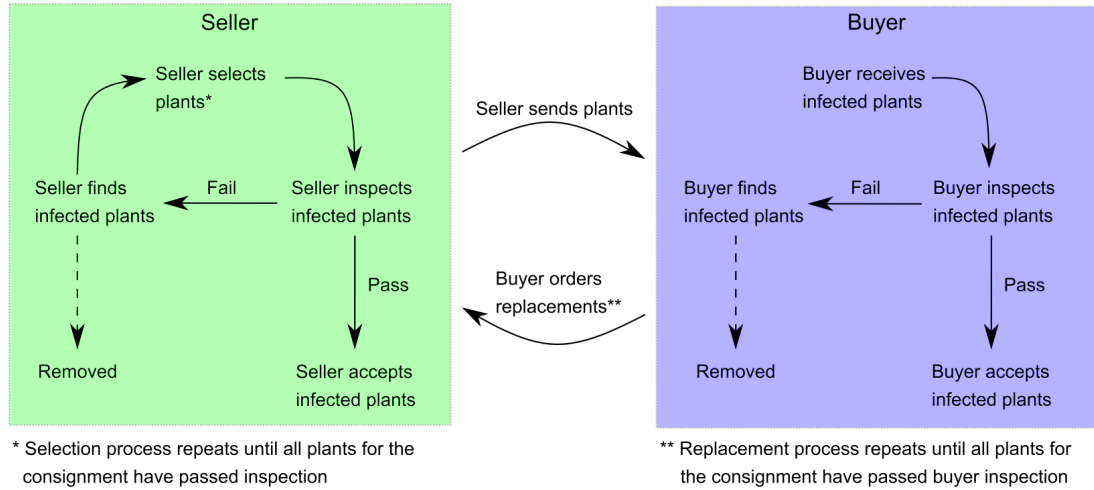 Seller
Seller selects
plants*
Seller finds
infected plants
Fail
Seller inspects
infected plants
Pass
Removed
Seller accepts
infected plants
Seller sends plants
Buyer orders
replacements**
Buyer
Buyer receives
infected plants
Buyer finds
infected plants
Fail
Buyer inspects
infected plants
Pass
Removed
Buyer accepts
infected plants
* Selection process repeats until all plants for the
consignment have passed inspection
** Replacement process repeats until all plants for
the consignment have passed buyer inspection